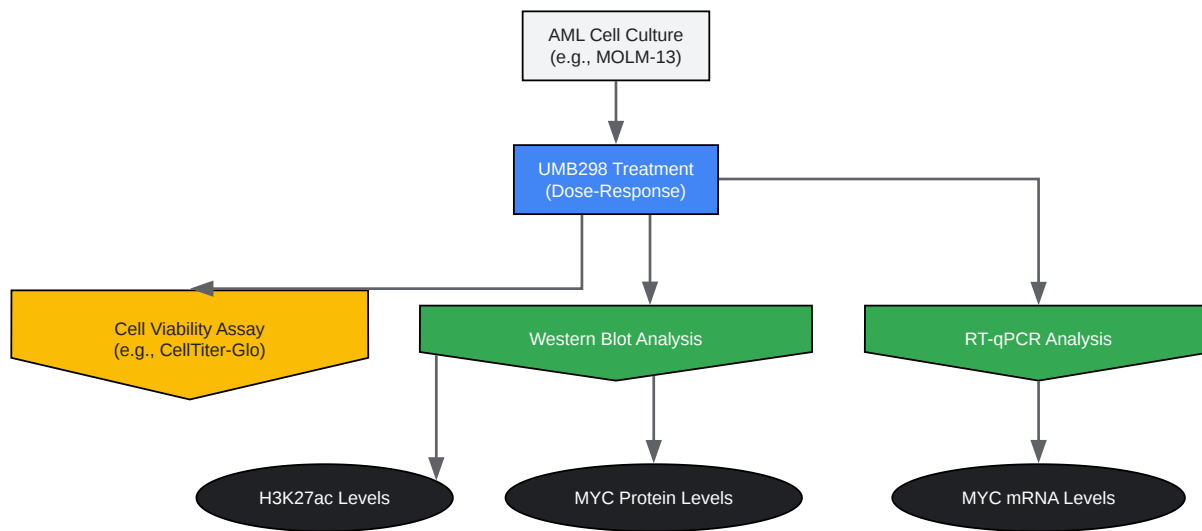 AML Cell Culture
(e.g., MOLM-13)
UMB298 Treatment
(Dose-Response)
Cell Viability Assay
(e.g., CellTiter-Glo)
Western Blot Analysis
RT-qPCR Analysis
H3K27ac Levels
MYC Protein Levels
MYC mRNA Levels